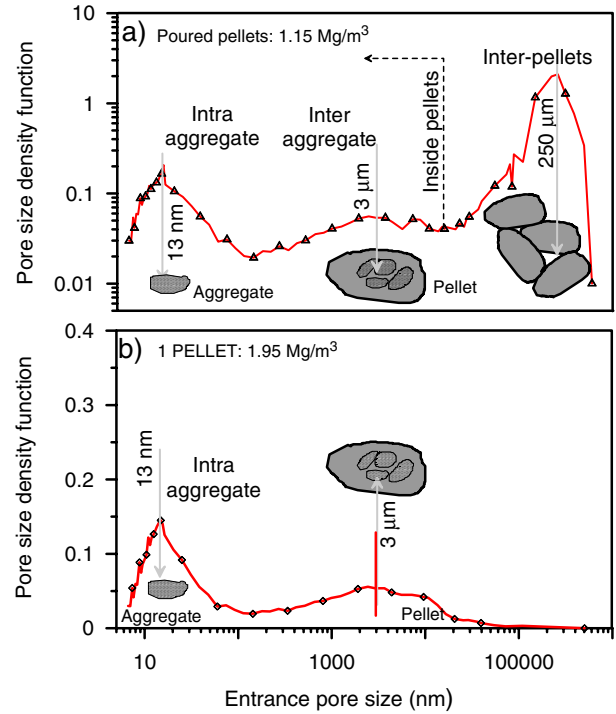 a) Poured pellets: 1.15 Mg/m³
Pore size density function
10
1
0.1
0.01
Intra
aggregate
13 nm
Aggregate
Inter
aggregate
3 µm
Pellet
Inside pellets
Inter-pellets
250 µm
b) 1 PELLET: 1.95 Mg/m³
Pore size density function
0.4
0.3
0.2
0.1
0
13 nm
Intra
aggregate
Aggregate
3 µm
Pellet
10 1000 100000
Entrance pore size (nm)